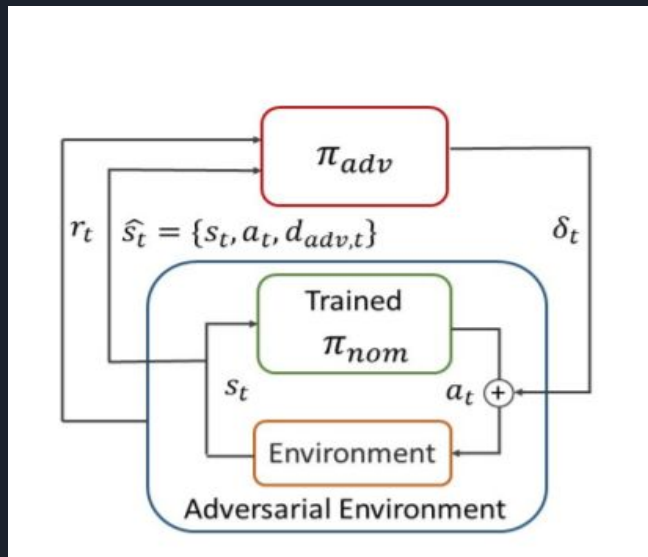 π_adv
r_t
ŝ_t = {s_t, a_t, d_adv,t}
δ_t
Trained
π_nom
s_t
a_t
+
Environment
Adversarial Environment